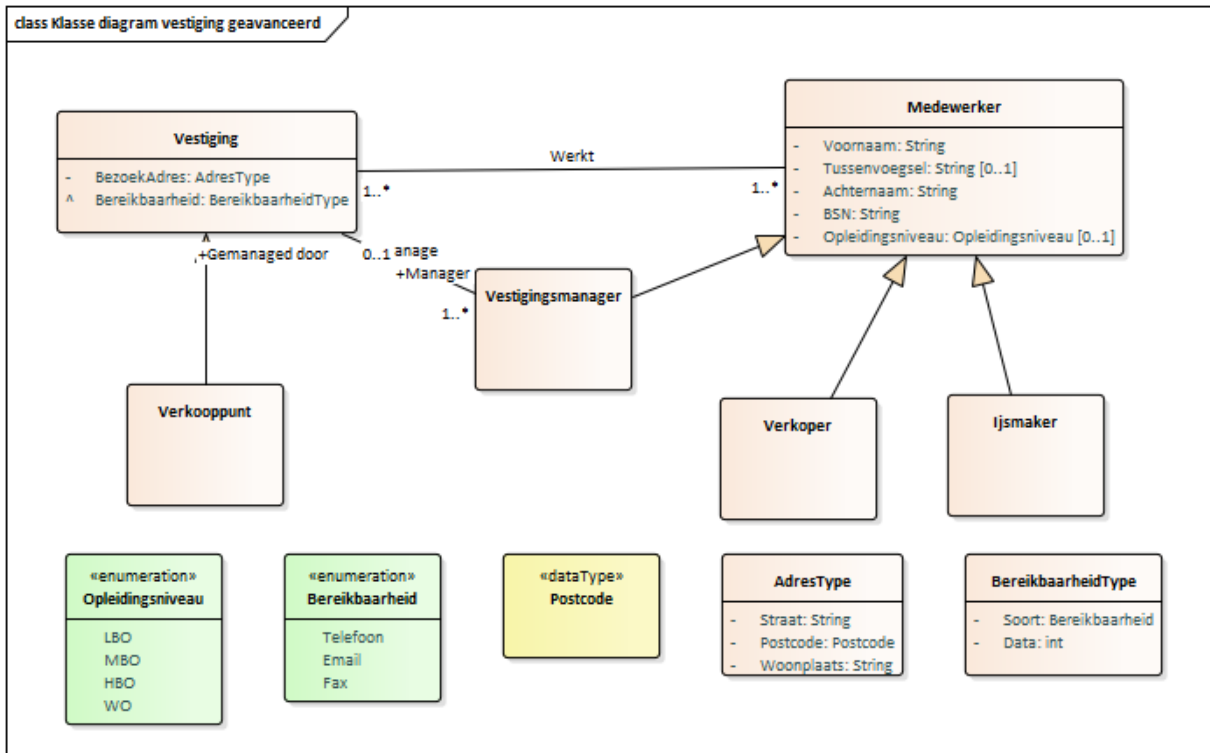 class Klasse diagram vestiging geavanceerd
Vestiging
- BezoekAdres: AdresType
^ Bereikbaarheid: BereikbaarheidType
Werkt
1..*
1..*
Medewerker
- Voornaam: String
- Tussenvoegsel: String [0..1]
- Achternaam: String
- BSN: String
- Opleidingsniveau: Opleidingsniveau [0..1]
+Gemanaged door
0..1
anage
+Manager
1..*
Vestigingsmanager
Verkooppunt
Verkoper
Ijsmaker
«enumeration»
Opleidingsniveau
LBO
MBO
HBO
WO
«enumeration»
Bereikbaarheid
Telefoon
Email
Fax
«dataType»
Postcode
AdresType
- Straat: String
- Postcode: Postcode
- Woonplaats: String
BereikbaarheidType
- Soort: Bereikbaarheid
- Data: int